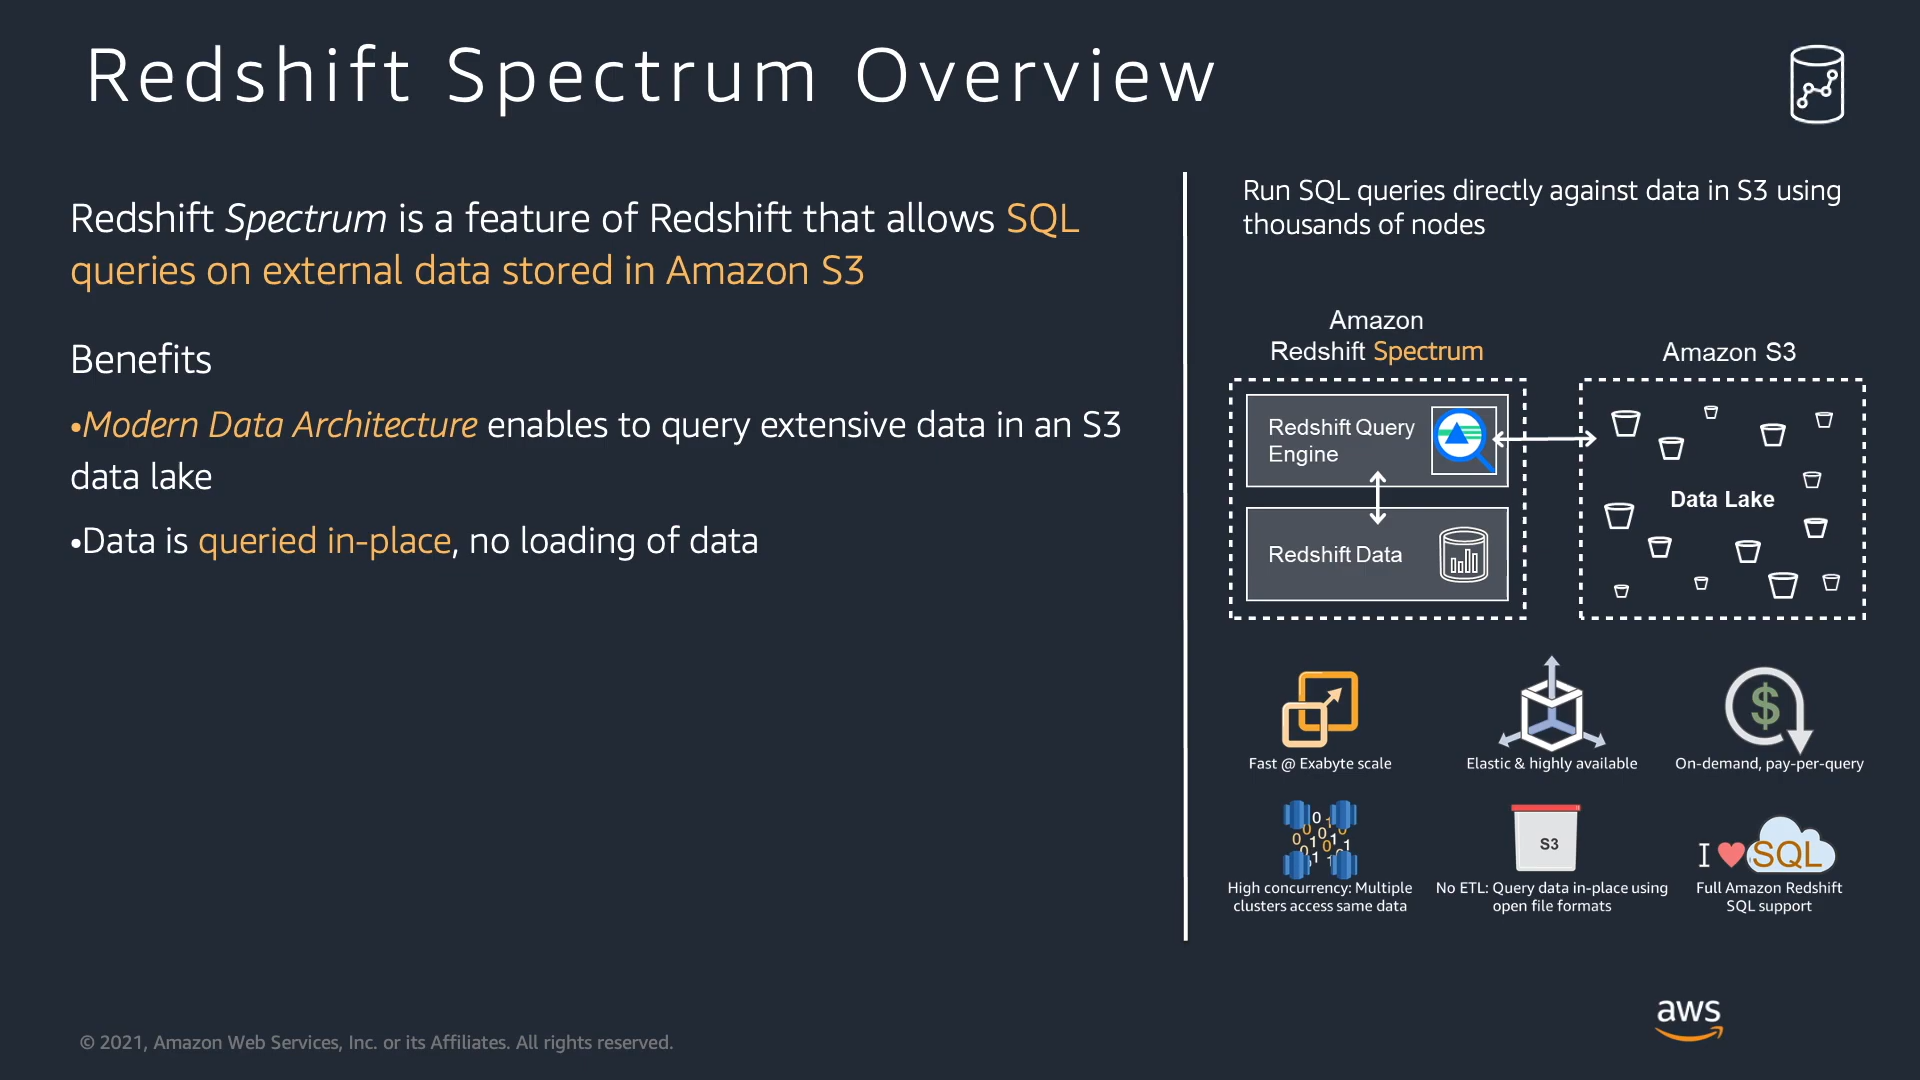 Redshift Spectrum Overview
Redshift Spectrum is a feature of Redshift that allows SQL
queries on external data stored in Amazon S3
Benefits
•Modern Data Architecture enables to query extensive data in an S3
data lake
•Data is queried in-place, no loading of data
Run SQL queries directly against data in S3 using
thousands of nodes
Amazon
Redshift Spectrum
Amazon S3
Redshift Query
Engine
Redshift Data
Data Lake
Fast @ Exabyte scale
Elastic & highly available
$
On-demand, pay-per-query
High concurrency: Multiple
clusters access same data
S3
No ETL: Query data in-place using
open file formats
I ♥ SQL
Full Amazon Redshift
SQL support
© 2021, Amazon Web Services, Inc. or its Affiliates. All rights reserved.
aws